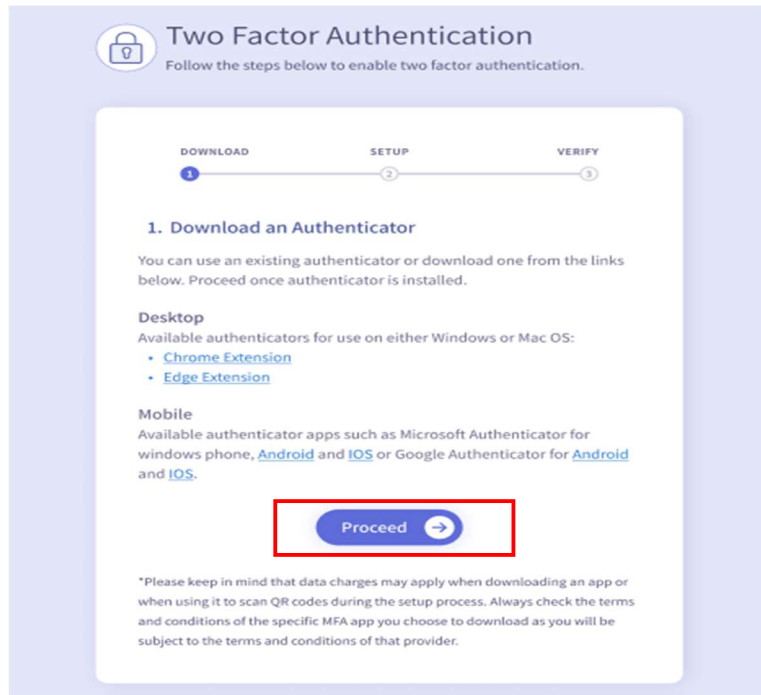 Two Factor Authentication
Follow the steps below to enable two factor authentication.
DOWNLOAD SETUP VERIFY
1 2 3
1. Download an Authenticator
You can use an existing authenticator or download one from the links
below. Proceed once authenticator is installed.
Desktop
Available authenticators for use on either Windows or Mac OS:
• Chrome Extension
• Edge Extension
Mobile
Available authenticator apps such as Microsoft Authenticator for
windows phone, Android and IOS or Google Authenticator for Android
and IOS.
Proceed
*Please keep in mind that data charges may apply when downloading an app or
when using it to scan QR codes during the setup process. Always check the terms
and conditions of the specific MFA app you choose to download as you will be
subject to the terms and conditions of that provider.